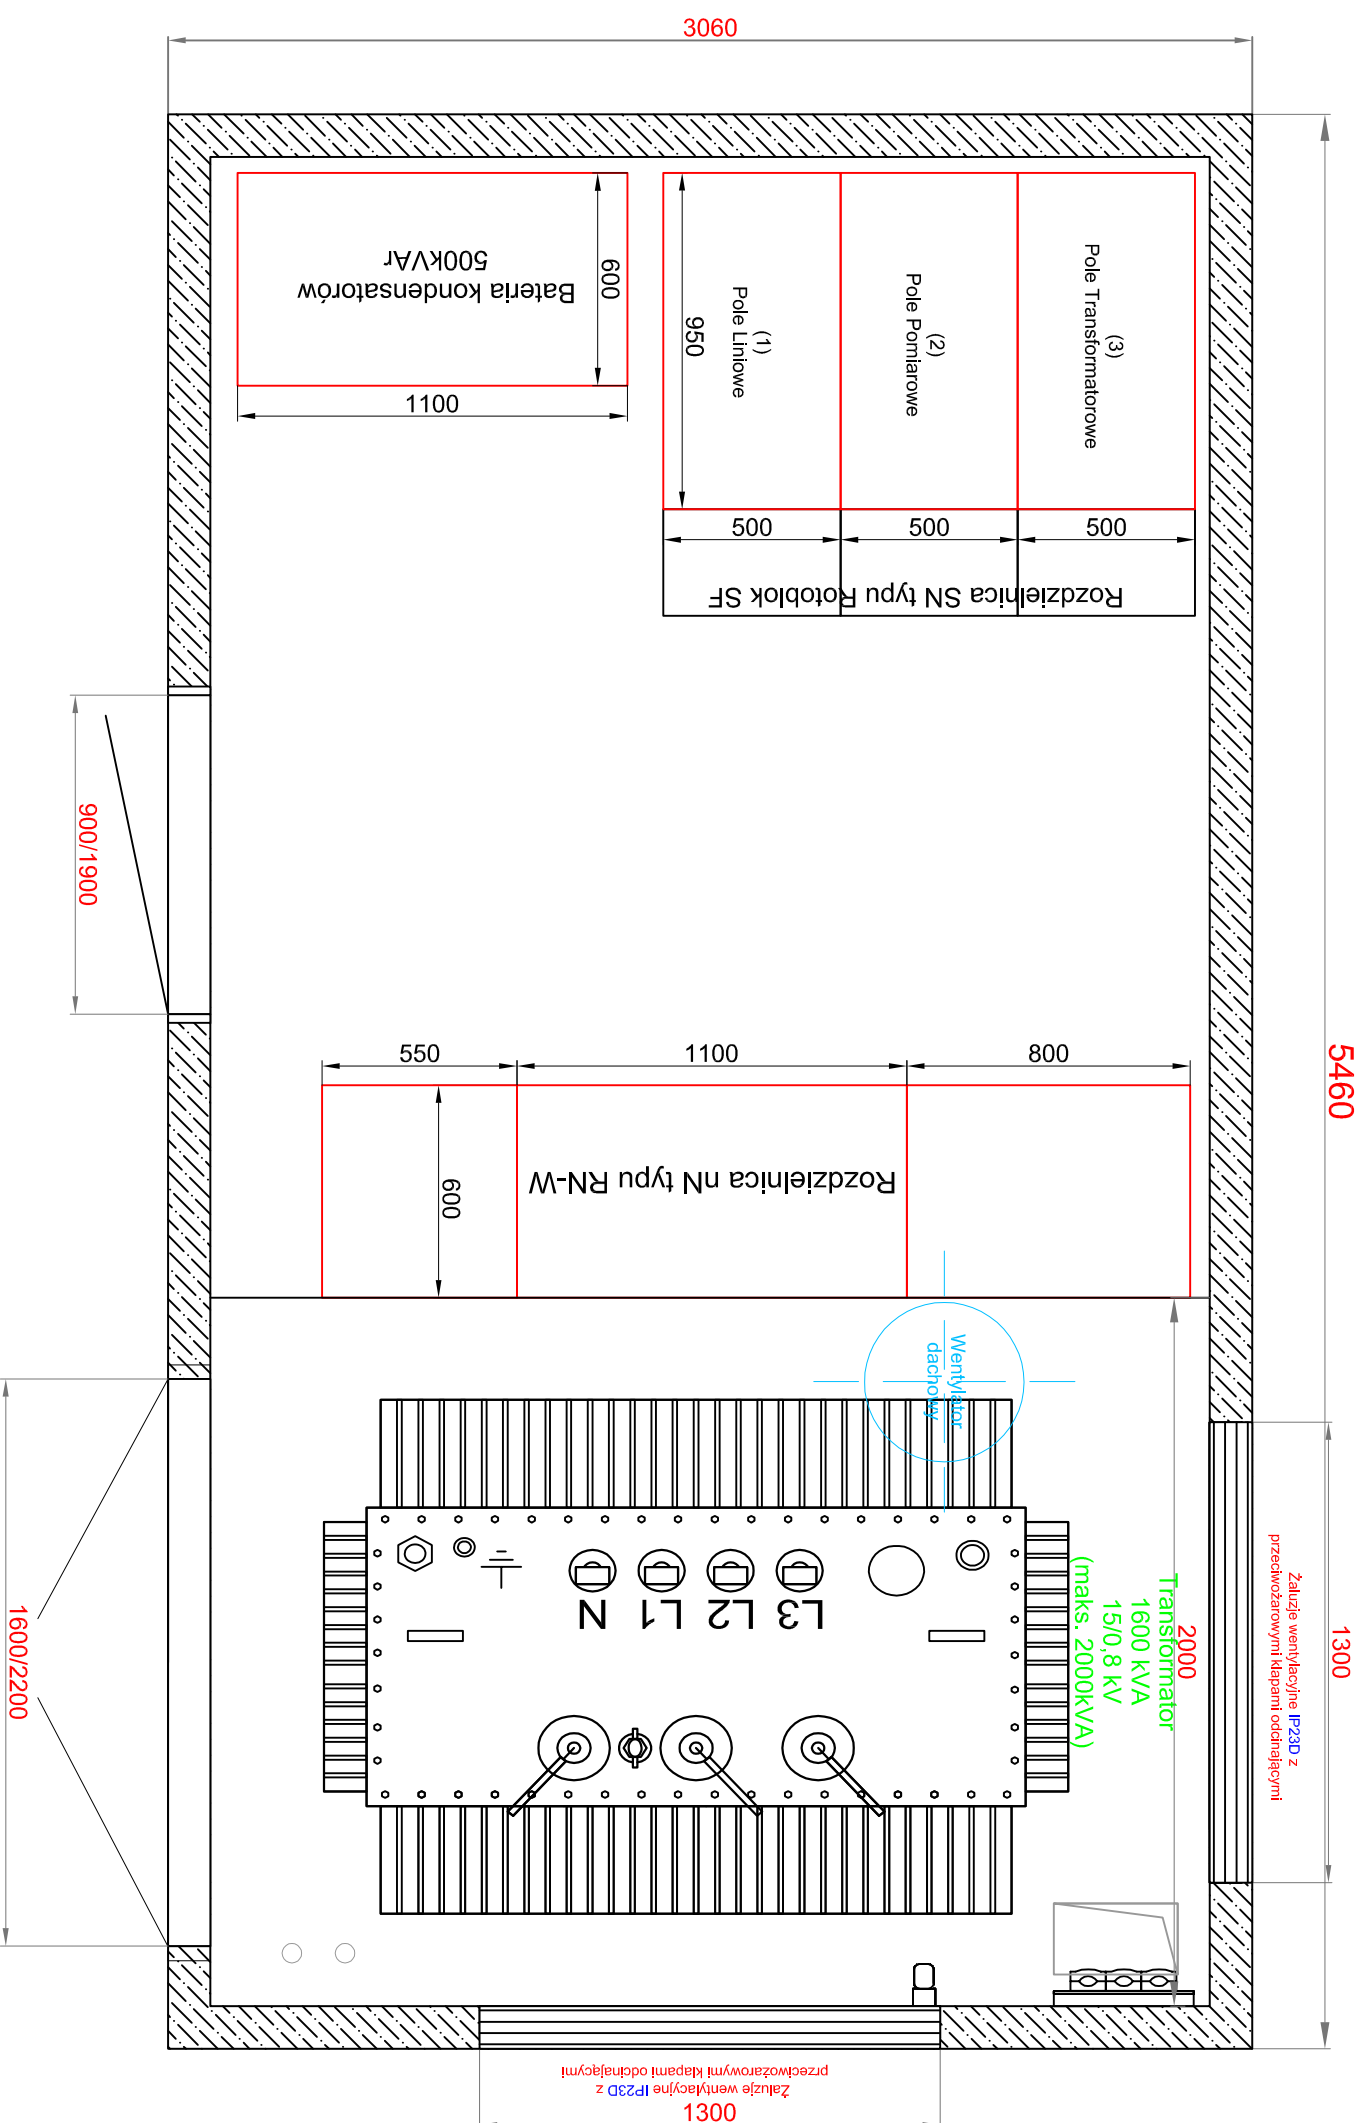 3060
Bateria kondensatorów
500kVAr
600
1100
950
(1)
Pole Liniowe
(2)
Pole Pomiarowe
(3)
Pole Transformatorowe
500
500
500
Rozdzielnica SN typu Rotoblok SF
900/1900
5460
550
1100
800
600
Rozdzielnica nN typu RN-W
Wentylator
dachowy
1600/2200
N
L1
L2
L3
Transformator
1600 kVA
15/0,8 kV
(maks. 2000kVA)
2000
1300
Żaluzje wentylacyjne IP23D z
przeciwożarowymi klapami odcinającymi
Żaluzje wentylacyjne IP23D z
przeciwożarowymi klapami odcinającymi
1300